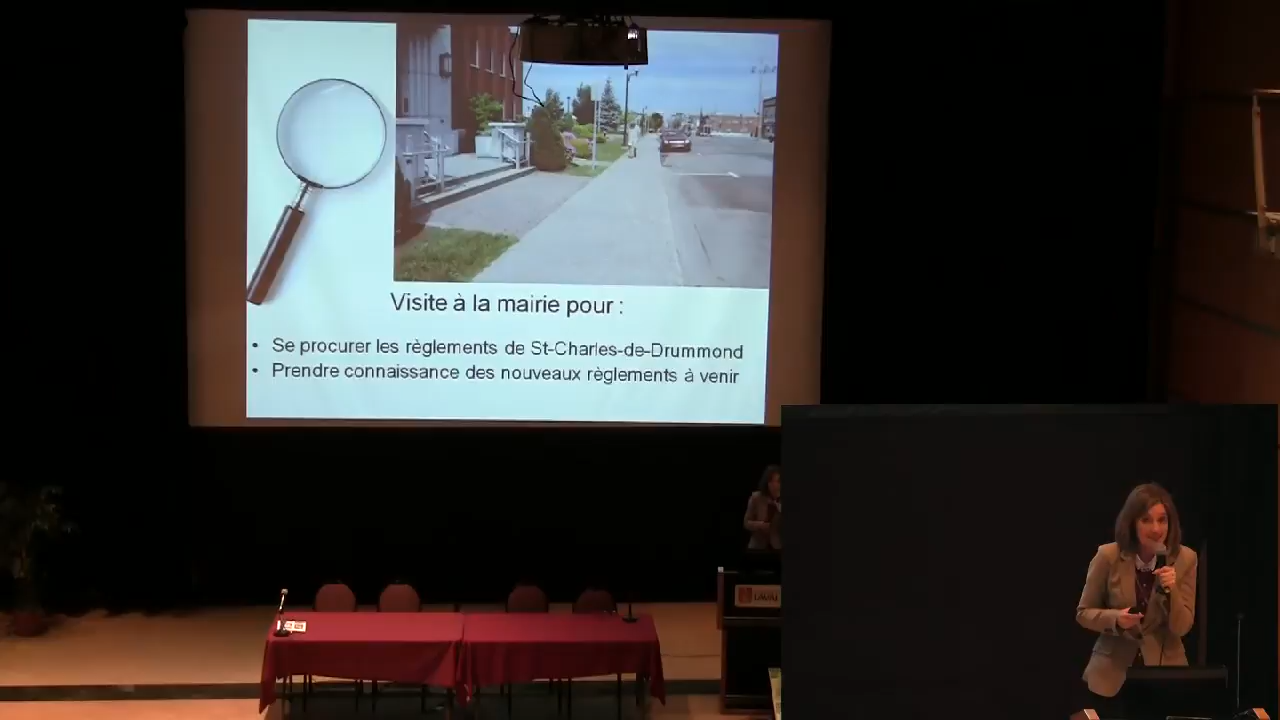 Visite à la mairie pour :
• Se procurer les règlements de St-Charles-de-Drummond
• Prendre connaissance des nouveaux règlements à venir
LAVAL